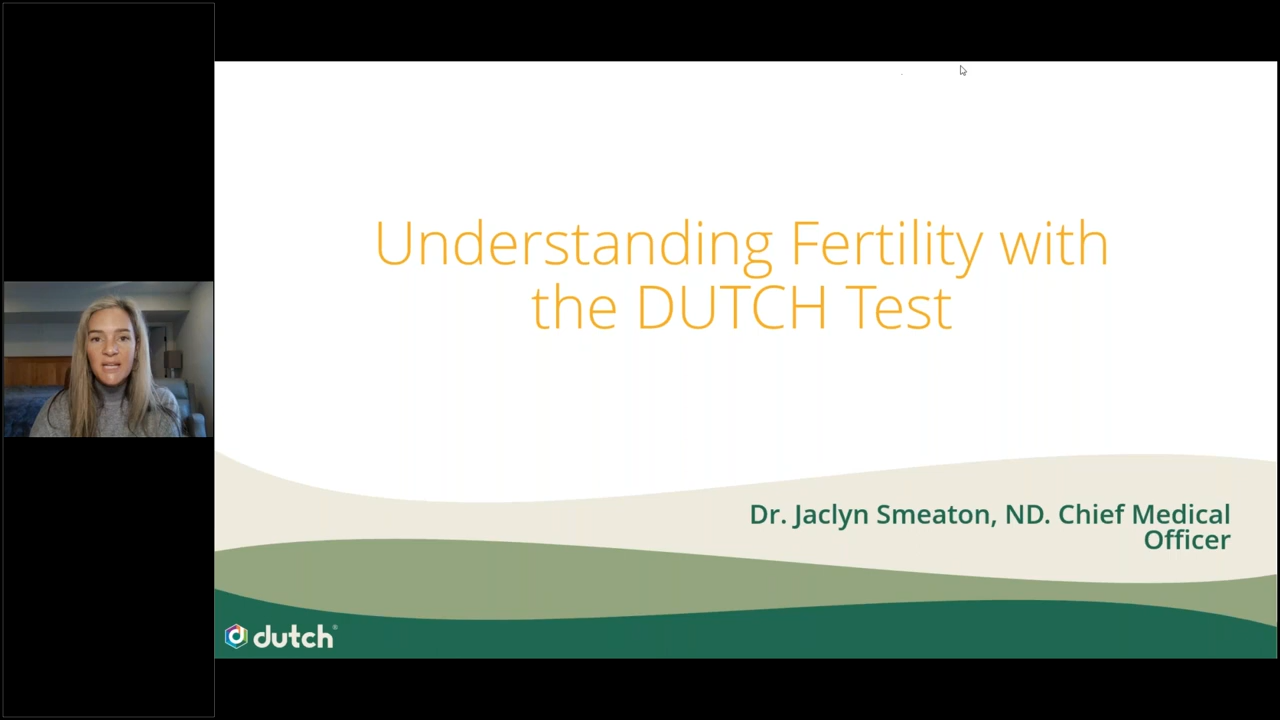 Understanding Fertility with
the DUTCH Test
Dr. Jaclyn Smeaton, ND. Chief Medical
Officer
dutch®